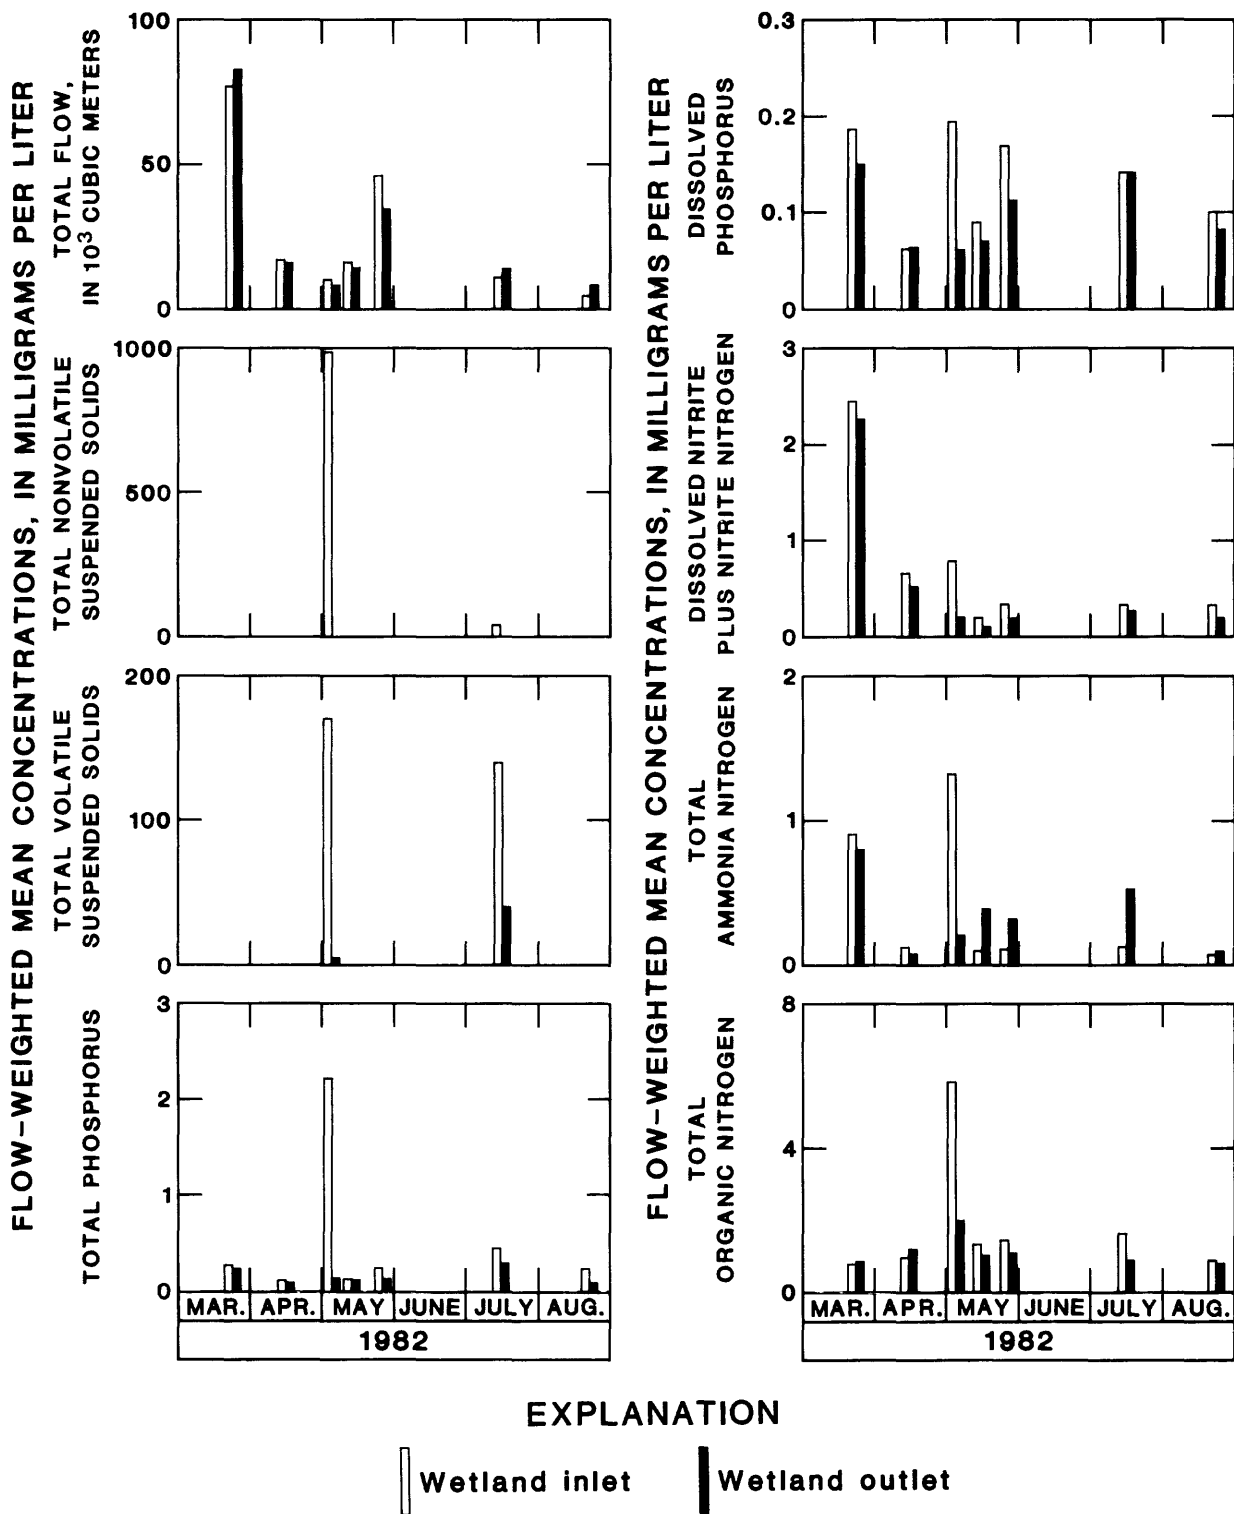 FLOW-WEIGHTED MEAN CONCENTRATIONS, IN MILLIGRAMS PER LITER
TOTAL FLOW,
IN 10³ CUBIC METERS
100
50
0
TOTAL NONVOLATILE
SUSPENDED SOLIDS
1000
500
0
TOTAL VOLATILE
SUSPENDED SOLIDS
200
100
0
TOTAL PHOSPHORUS
3
2
1
0
MAR. APR. MAY JUNE JULY AUG.
1982
FLOW-WEIGHTED MEAN CONCENTRATIONS, IN MILLIGRAMS PER LITER
DISSOLVED
PHOSPHORUS
0.3
0.2
0.1
0
DISSOLVED NITRITE
PLUS NITRITE NITROGEN
3
2
1
0
TOTAL
AMMONIA NITROGEN
2
1
0
TOTAL
ORGANIC NITROGEN
8
4
0
MAR. APR. MAY JUNE JULY AUG.
1982
EXPLANATION
Wetland inlet Wetland outlet